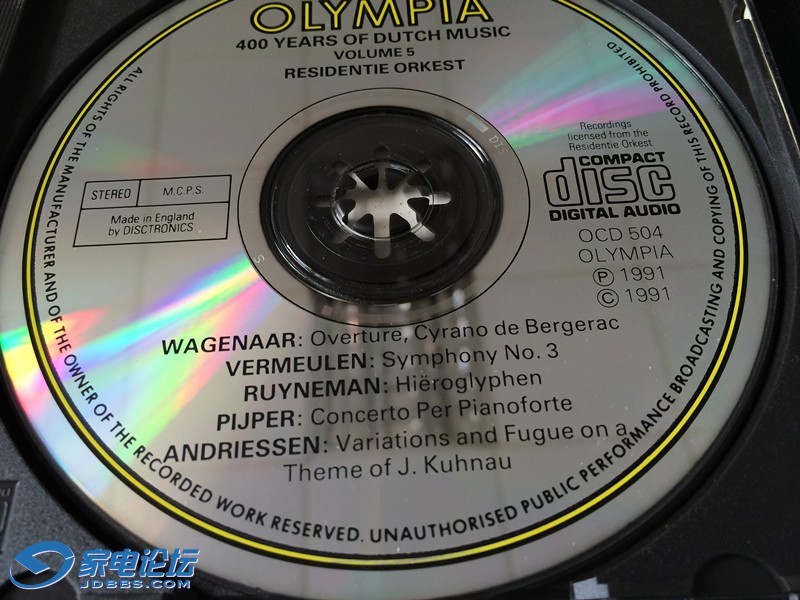 OLYMPIA
400 YEARS OF DUTCH MUSIC
VOLUME 5
RESIDENTIE ORKEST
ALL RIGHTS OF THE MANUFACTURER AND OF THE OWNER OF THE RECORDED WORK RESERVED. UNAUTHORISED PUBLIC PERFORMANCE BROADCASTING AND COPYING OF THIS RECORD PROHIBITED
STEREO
M.C.P.S.
Made in England
by DISCTRONICS
Recordings
licensed from the
Residentie Orkest
COMPACT
disc
DIGITAL AUDIO
OCD 504
OLYMPIA
Ⓟ 1991
© 1991
WAGENAAR: Overture, Cyrano de Bergerac
VERMEULEN: Symphony No. 3
RUYNEMAN: Hiëroglyphen
PIJPER: Concerto Per Pianoforte
ANDRIESSEN: Variations and Fugue on a
Theme of J. Kuhnau
家电论坛
JDBBS.COM